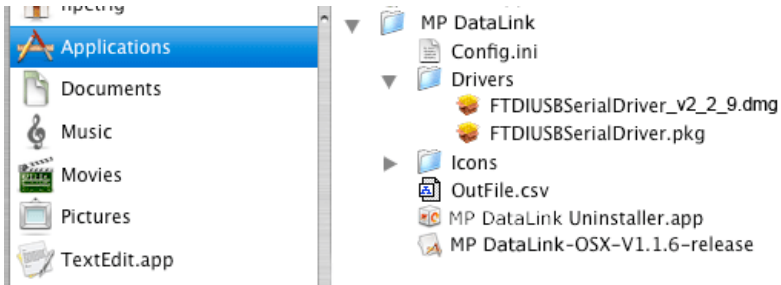 Applications
Documents
Music
Movies
Pictures
TextEdit.app
MP DataLink
Config.ini
Drivers
FTDIUSBSerialDriver_v2_2_9.dmg
FTDIUSBSerialDriver.pkg
Icons
OutFile.csv
MP DataLink Uninstaller.app
MP DataLink-OSX-V1.1.6-release